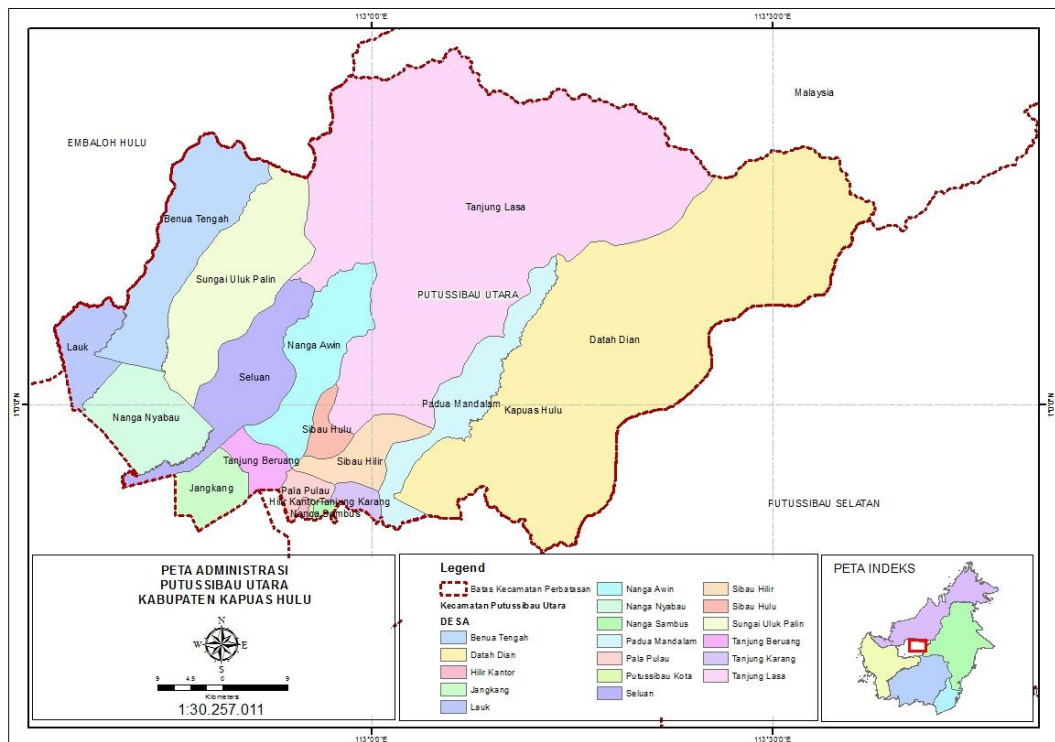 113°0'0"E
113°30'0"E
Malaysia
EMBALOH HULU
Benua Tengah
Tanjung Lasa
Sungai Uluk Palin
PUTUSSIBAU UTARA
Lauk
Nanga Awin
Datah Dian
Seluan
1°0'0"N
1°0'0"N
Nanga Nyabau
Padua Mandalam
Kapuas Hulu
Sibau Hulu
Tanjung Beruang
Sibau Hilir
Jangkang
Pala Pulau
Hilir Kantor
Tanjung Karang
Nanga Sambus
PUTUSSIBAU SELATAN
PETA ADMINISTRASI
PUTUSSIBAU UTARA
KABUPATEN KAPUAS HULU
N
W
E
S
9 4.5 0 9
Kilometers
1:30.257.011
Legend
Batas Kecamatan Perbatasan
Kecamatan Putussibau Utara
DESA
Benua Tengah
Datah Dian
Hilir Kantor
Jangkang
Lauk
Nanga Awin
Nanga Nyabau
Nanga Sambus
Padua Mandalam
Pala Pulau
Putussibau Kota
Seluan
Sibau Hilir
Sibau Hulu
Sungai Uluk Palin
Tanjung Beruang
Tanjung Karang
Tanjung Lasa
PETA INDEKS
113°0'0"E
113°30'0"E